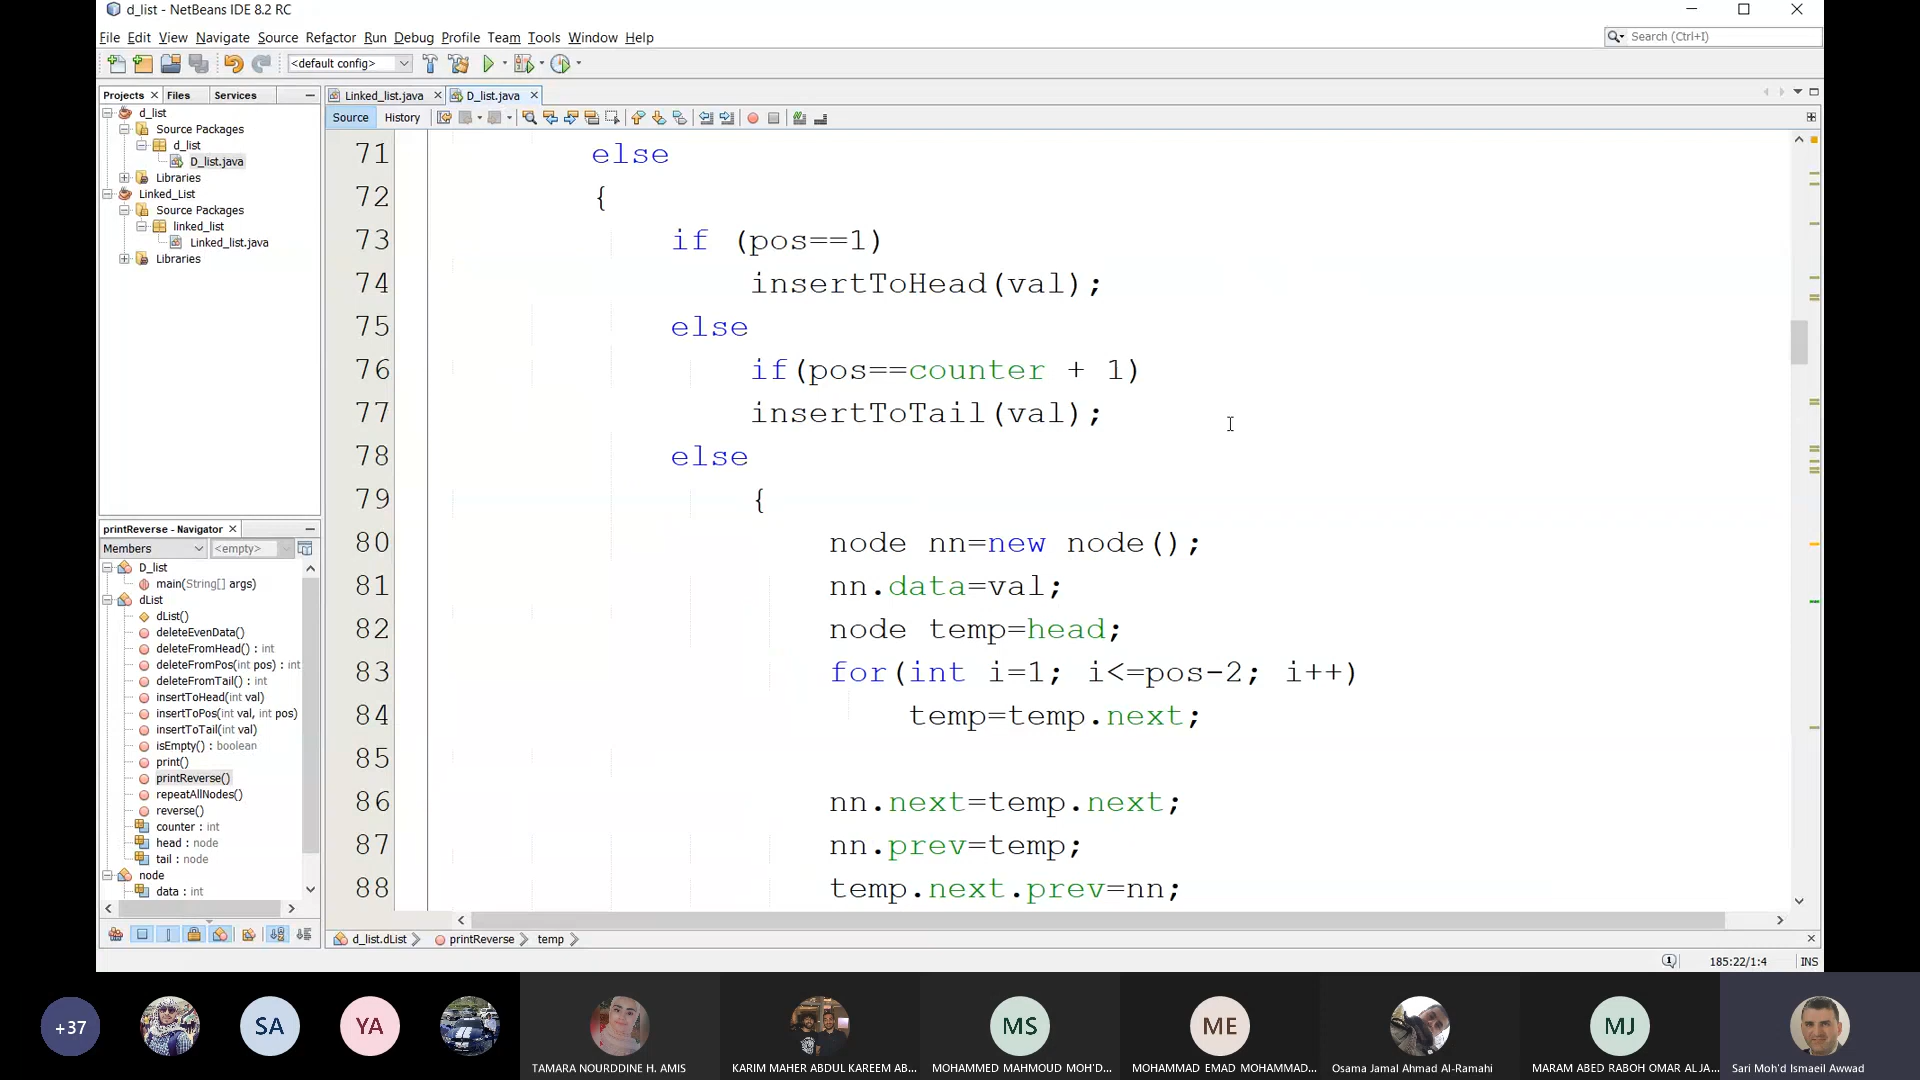 d_list - NetBeans IDE 8.2 RC
File Edit View Navigate Source Refactor Run Debug Profile Team Tools Window Help
Search (Ctrl+I)
<default config>
Projects Files Services
Linked_list.java D_list.java
Source History
d_list
Source Packages
d_list
D_list.java
Libraries
Linked_List
Source Packages
linked_list
Linked_list.java
Libraries
printReverse - Navigator
Members <empty>
D_list
main(String[] args)
dList
dList()
deleteEvenData()
deleteFromHead() : int
deleteFromPos(int pos) : int
deleteFromTail() : int
insertToHead(int val)
insertToPos(int val, int pos)
insertToTail(int val)
isEmpty() : boolean
print()
printReverse()
repeatAllNodes()
reverse()
counter : int
head : node
tail : node
node
data : int
71 else
72 {
73 if (pos==1)
74 insertToHead(val);
75 else
76 if(pos==counter + 1)
77 insertToTail(val);
78 else
79 {
80 node nn=new node();
81 nn.data=val;
82 node temp=head;
83 for(int i=1; i<=pos-2; i++)
84 temp=temp.next;
85
86 nn.next=temp.next;
87 nn.prev=temp;
88 temp.next.prev=nn;
d_list.dList printReverse temp
185:22/1:4 INS
+37
SA
YA
MS
ME
MJ
TAMARA NOURDDINE H. AMIS
KARIM MAHER ABDUL KAREEM AB...
MOHAMMED MAHMOUD MOH'D...
MOHAMMAD EMAD MOHAMMAD...
Osama Jamal Ahmad Al-Ramahi
MARAM ABED RABOH OMAR AL JA...
Sari Moh'd Ismaeil Awwad